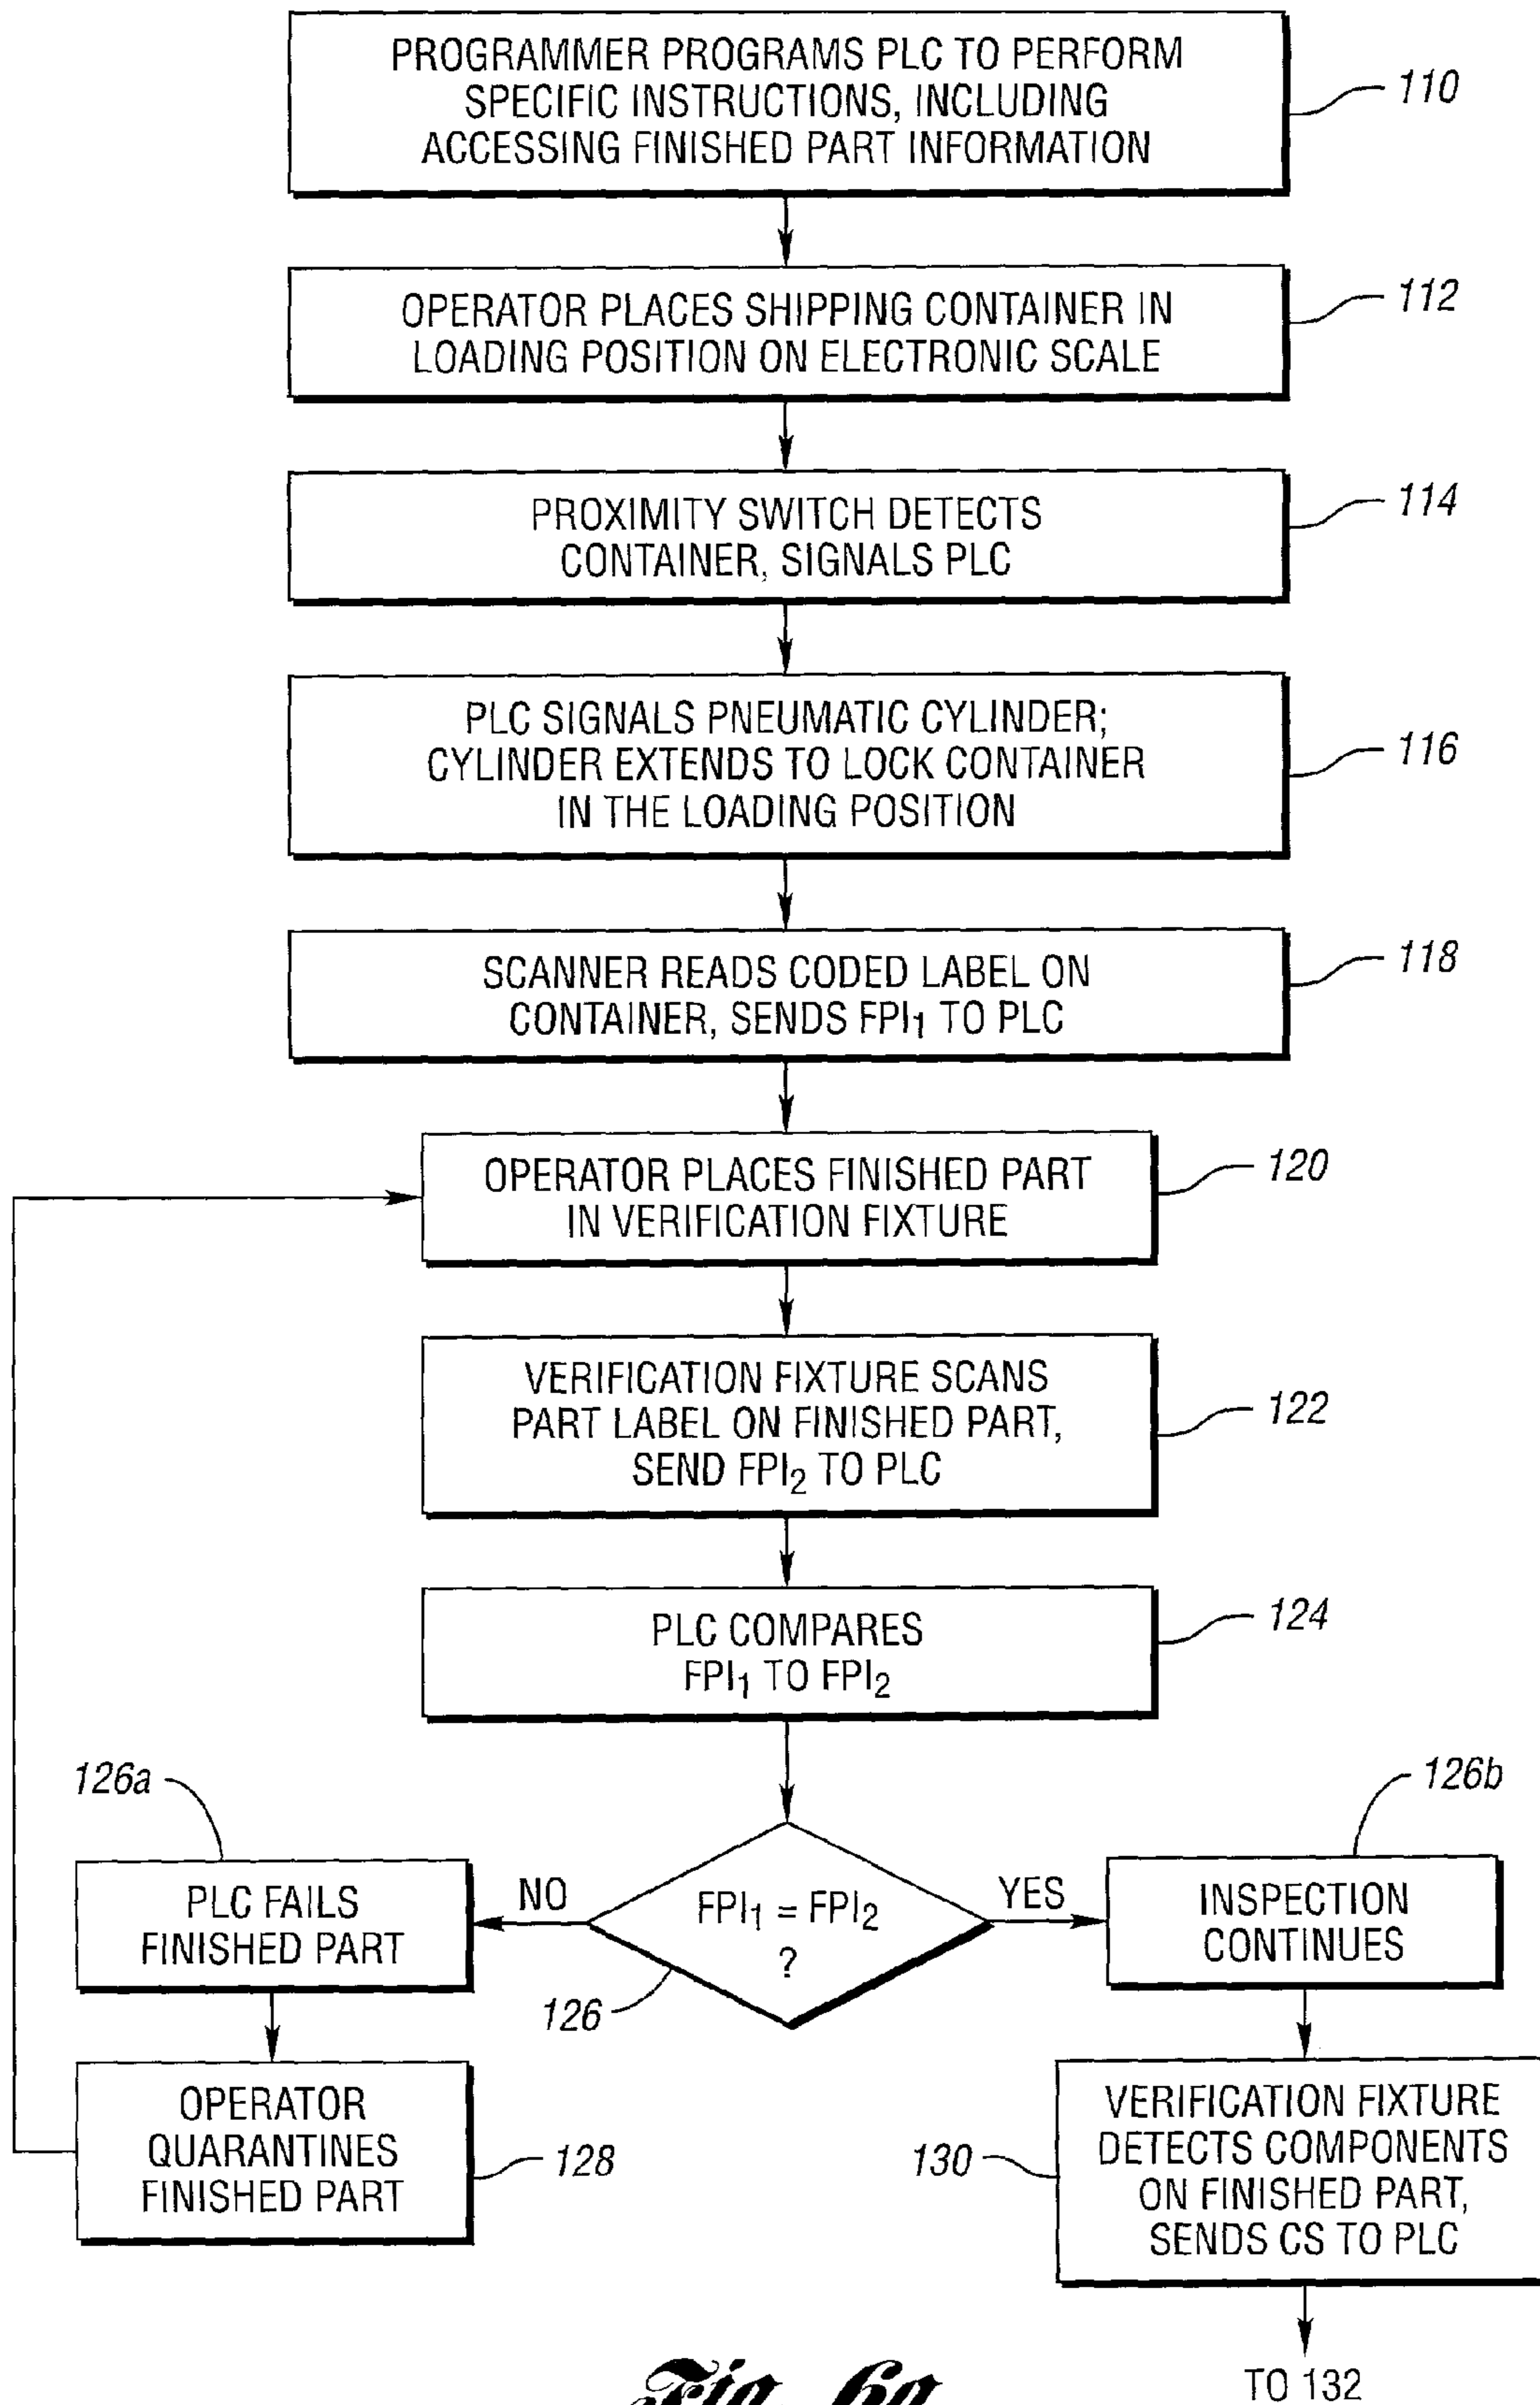 PROGRAMMER PROGRAMS PLC TO PERFORM
SPECIFIC INSTRUCTIONS, INCLUDING
ACCESSING FINISHED PART INFORMATION
110
OPERATOR PLACES SHIPPING CONTAINER IN
LOADING POSITION ON ELECTRONIC SCALE
112
PROXIMITY SWITCH DETECTS
CONTAINER, SIGNALS PLC
114
PLC SIGNALS PNEUMATIC CYLINDER;
CYLINDER EXTENDS TO LOCK CONTAINER
IN THE LOADING POSITION
116
SCANNER READS CODED LABEL ON
CONTAINER, SENDS FPI₁ TO PLC
118
OPERATOR PLACES FINISHED PART
IN VERIFICATION FIXTURE
120
VERIFICATION FIXTURE SCANS
PART LABEL ON FINISHED PART,
SEND FPI₂ TO PLC
122
PLC COMPARES
FPI₁ TO FPI₂
124
126a
PLC FAILS
FINISHED PART
NO
FPI₁ = FPI₂
?
126
YES
126b
INSPECTION
CONTINUES
OPERATOR
QUARANTINES
FINISHED PART
128
130
VERIFICATION FIXTURE
DETECTS COMPONENTS
ON FINISHED PART,
SENDS CS TO PLC
TO 132
Fig. 6a